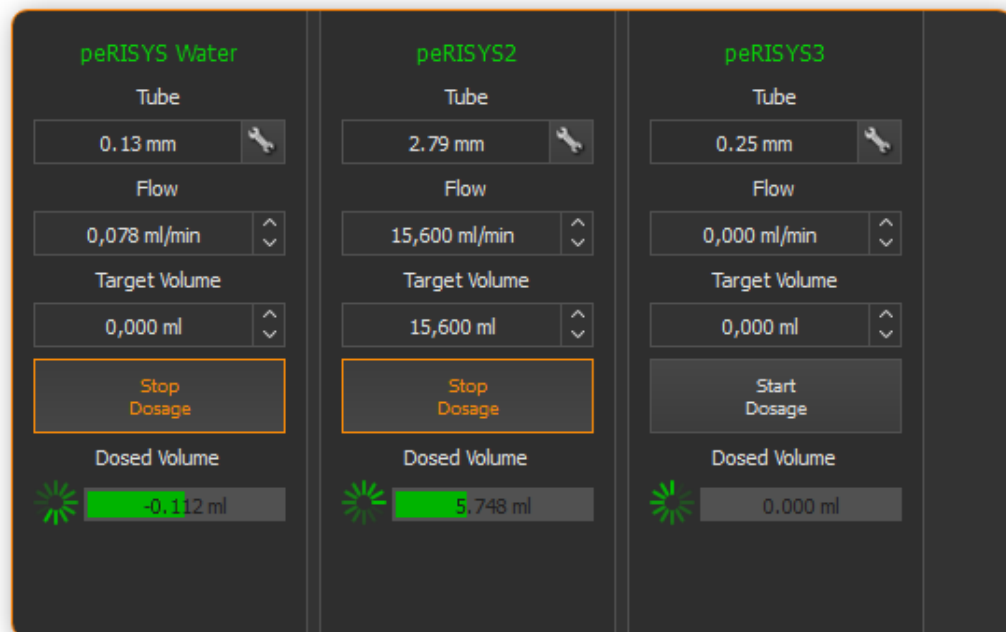 peRISYS Water
Tube
0.13 mm
Flow
0,078 ml/min
Target Volume
0,000 ml
Stop
Dosage
Dosed Volume
-0.112 ml
peRISYS2
Tube
2.79 mm
Flow
15,600 ml/min
Target Volume
15,600 ml
Stop
Dosage
Dosed Volume
5.748 ml
peRISYS3
Tube
0.25 mm
Flow
0,000 ml/min
Target Volume
0,000 ml
Start
Dosage
Dosed Volume
0.000 ml